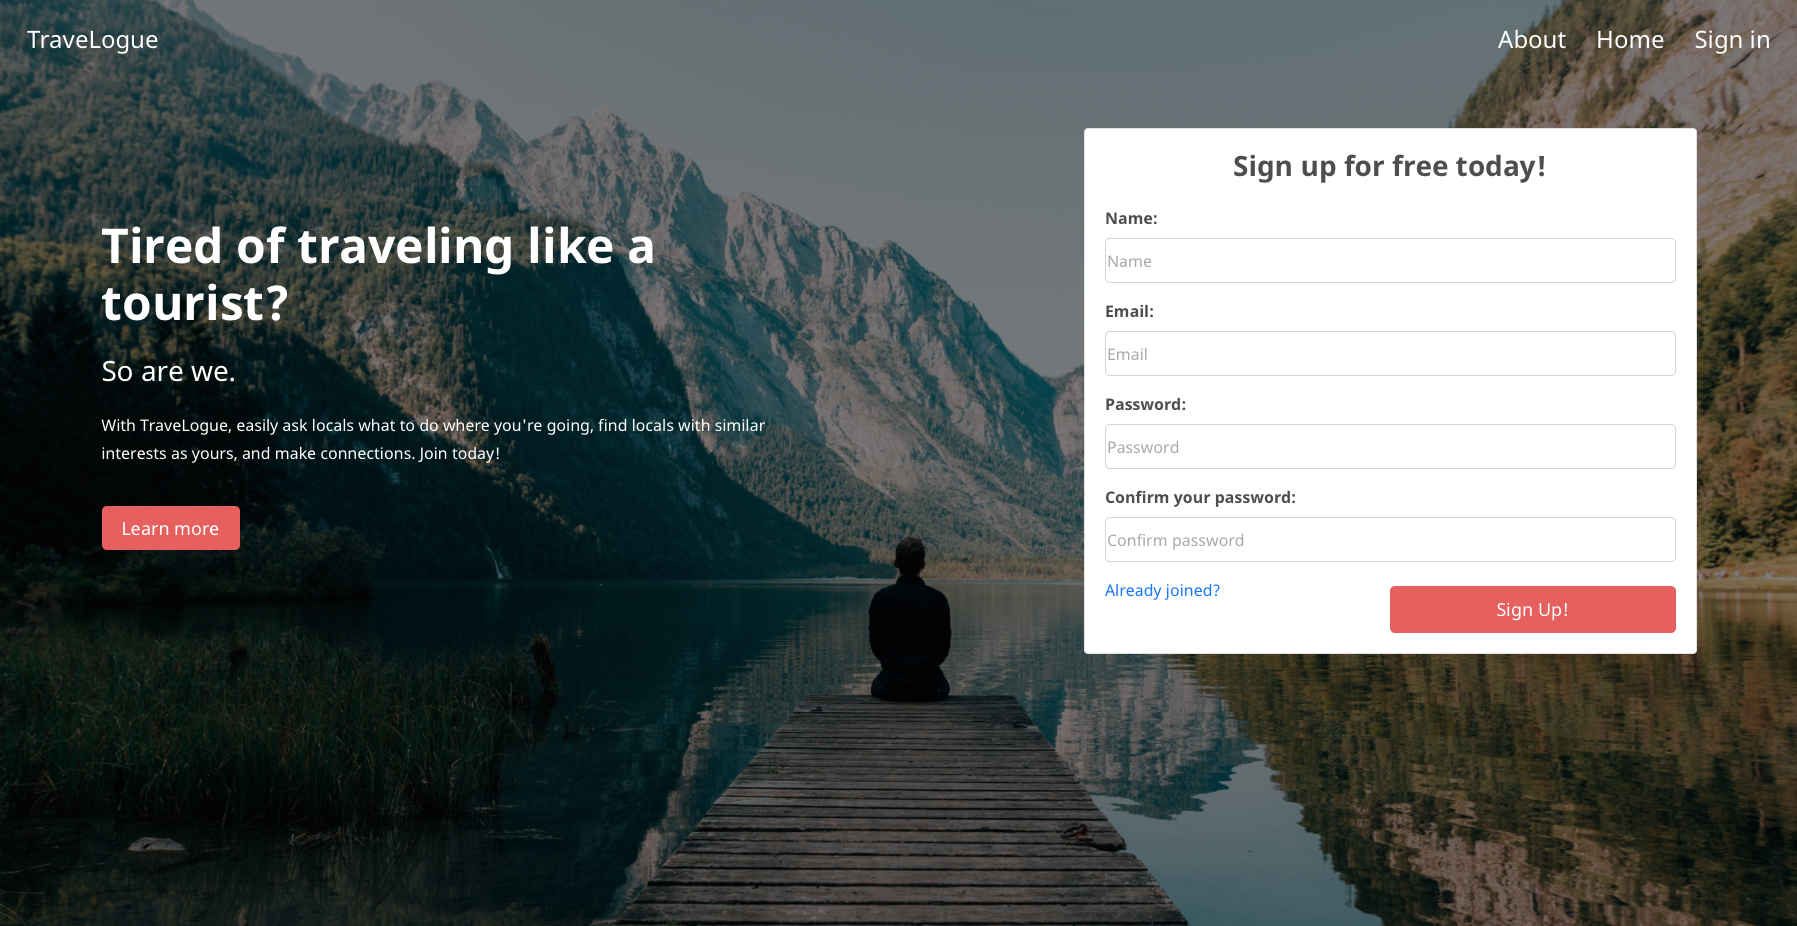 TraveLogue
About Home Sign in
Tired of traveling like a
tourist?
So are we.
With TraveLogue, easily ask locals what to do where you're going, find locals with similar
interests as yours, and make connections. Join today!
Learn more
Sign up for free today!
Name:
Name
Email:
Email
Password:
Password
Confirm your password:
Confirm password
Already joined?
Sign Up!